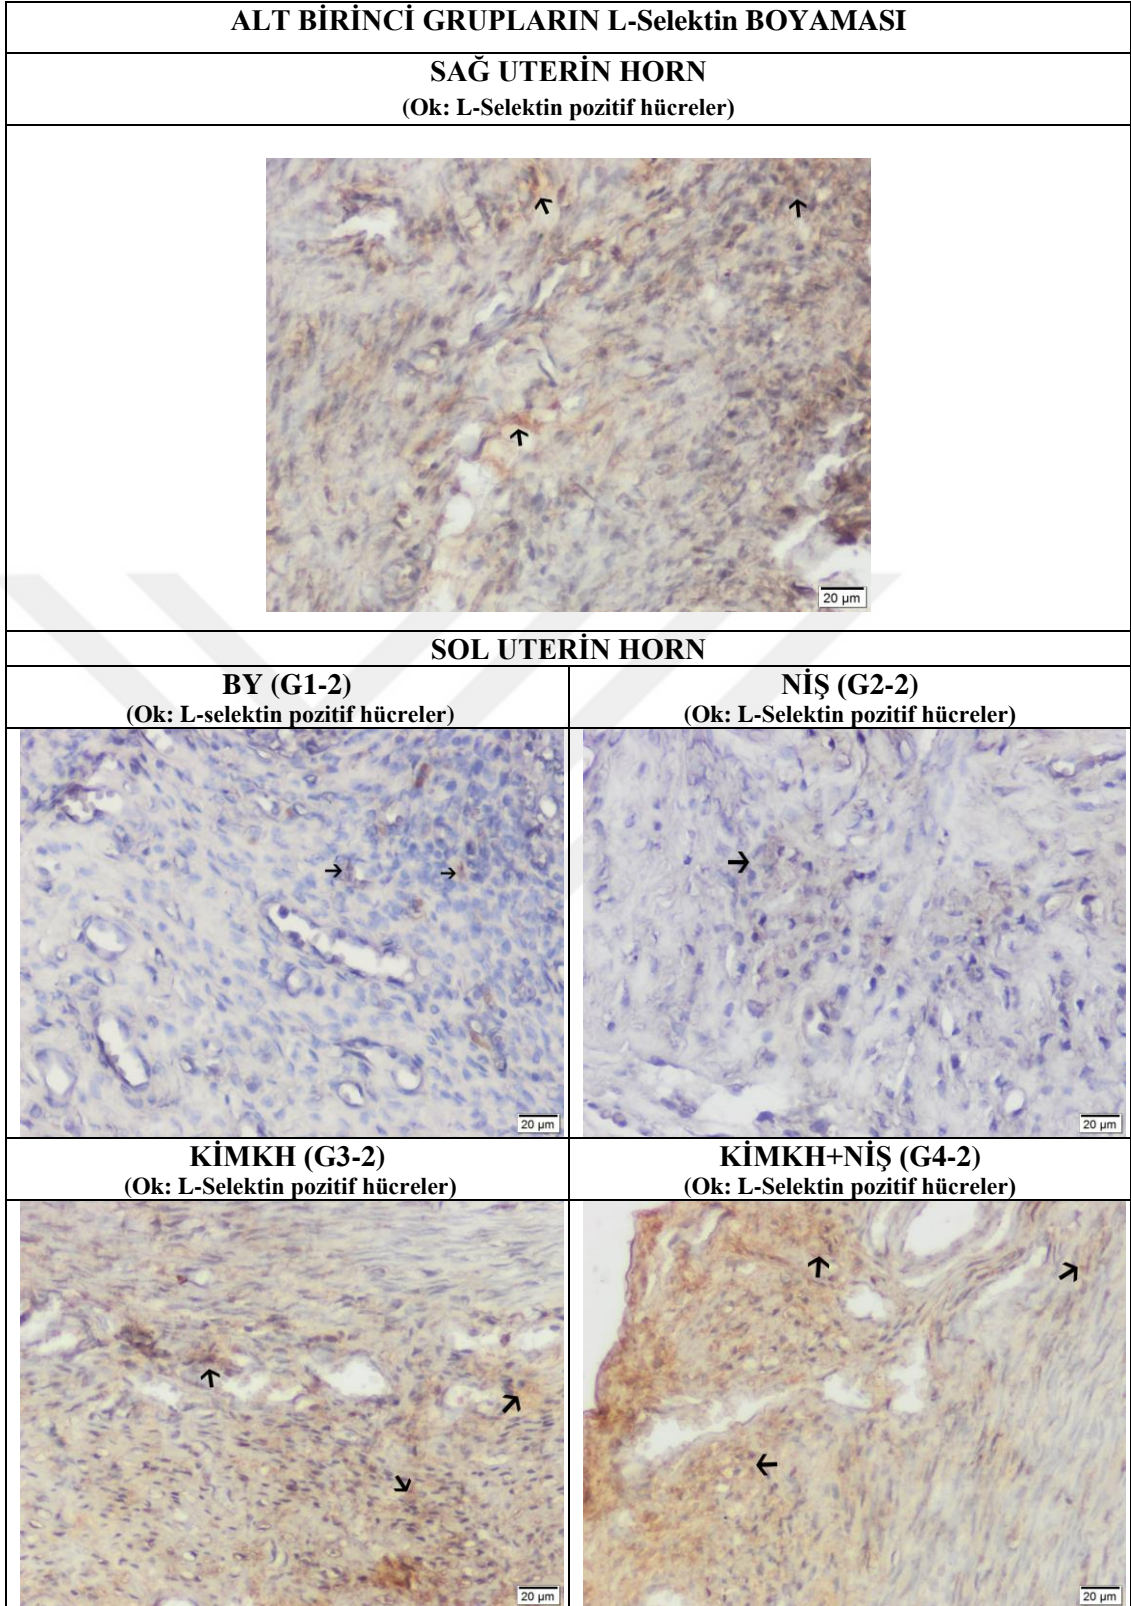 ALT BİRİNCİ GRUPLARIN L-Selektin BOYAMASI
SAĞ UTERİN HORN
(Ok: L-Selektin pozitif hücreler)
20 µm
SOL UTERİN HORN
BY (G1-2)
(Ok: L-selektin pozitif hücreler)
NİŞ (G2-2)
(Ok: L-Selektin pozitif hücreler)
20 µm
20 µm
KİMKH (G3-2)
(Ok: L-Selektin pozitif hücreler)
KİMKH+NİŞ (G4-2)
(Ok: L-Selektin pozitif hücreler)
20 µm
20 µm